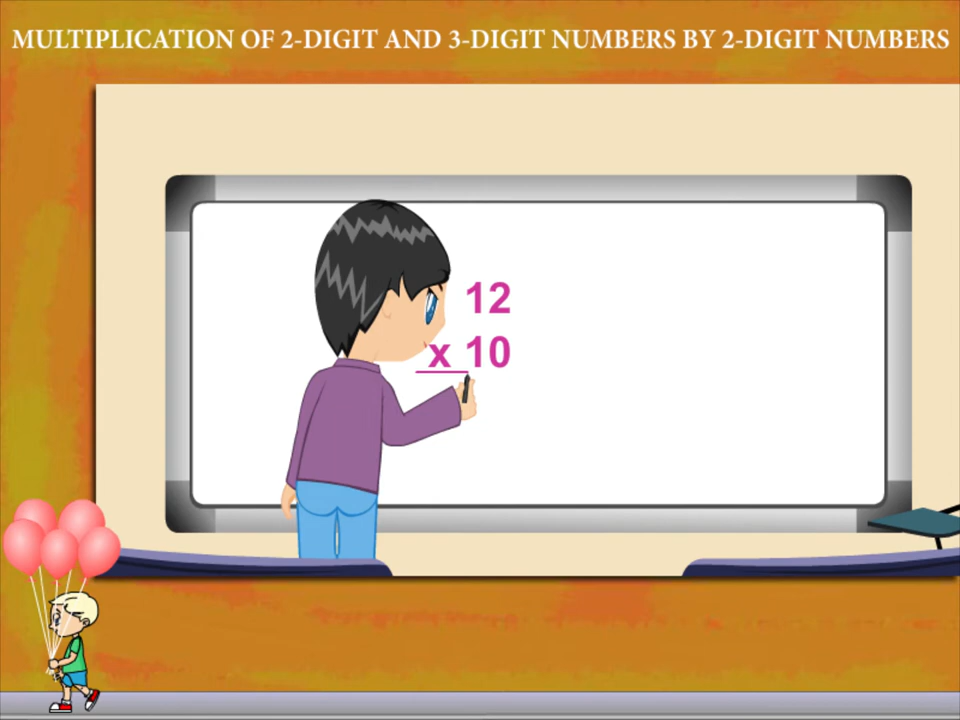 MULTIPLICATION OF 2-DIGIT AND 3-DIGIT NUMBERS BY 2-DIGIT NUMBERS
12
x 10